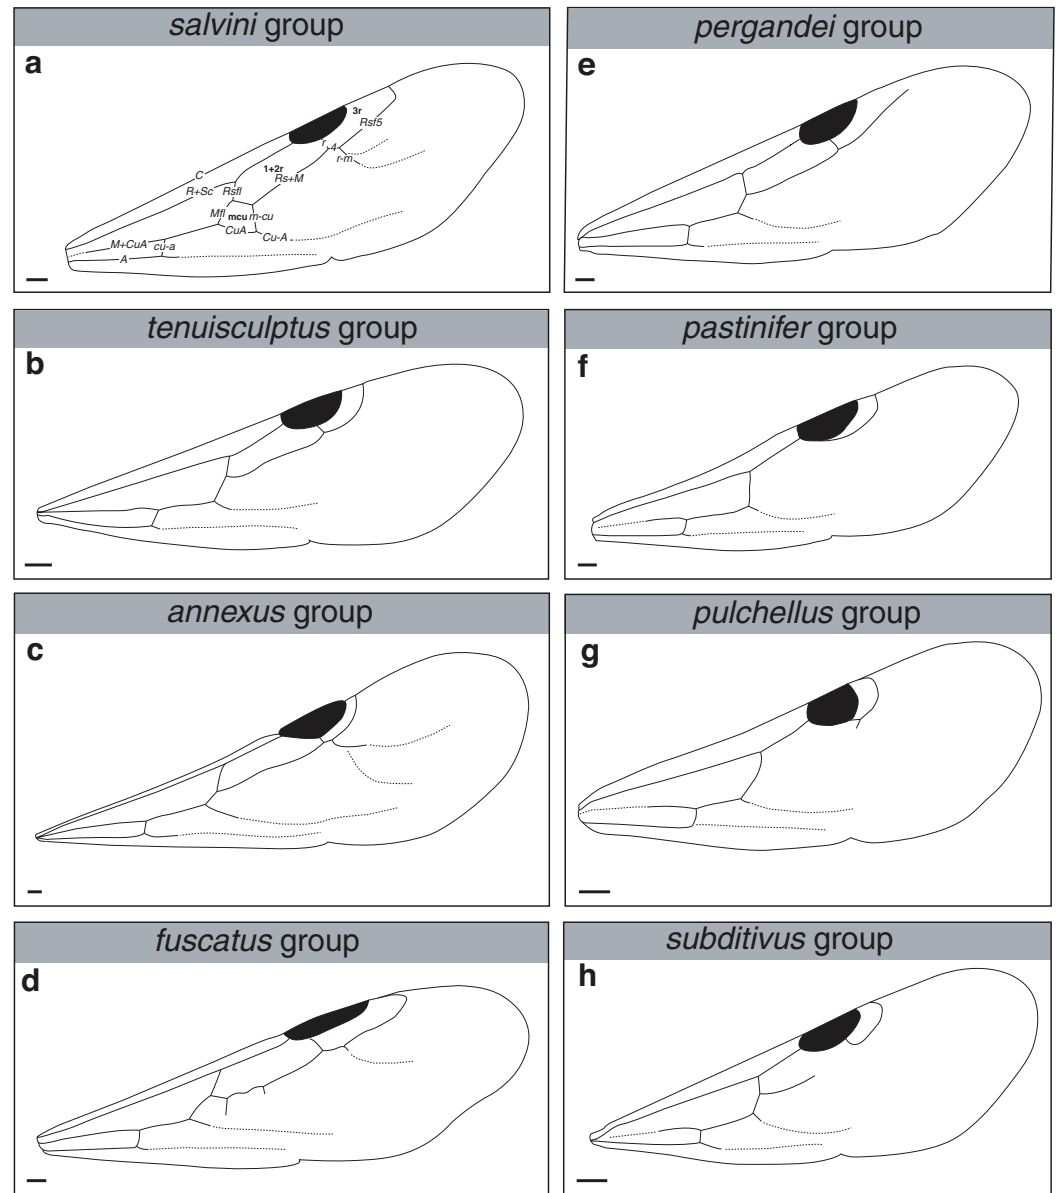 salvini group
a
3r
Rsf5
r
4
r-m
1+2r
C
Rs+M
R+Sc Rsfl
Mfl mcu m-cu
CuA Cu-A
M+CuA cu-a
A
pergandei group
e
tenuisculptus group
b
pastinifer group
f
annexus group
c
pulchellus group
g
fuscatus group
d
subditivus group
h